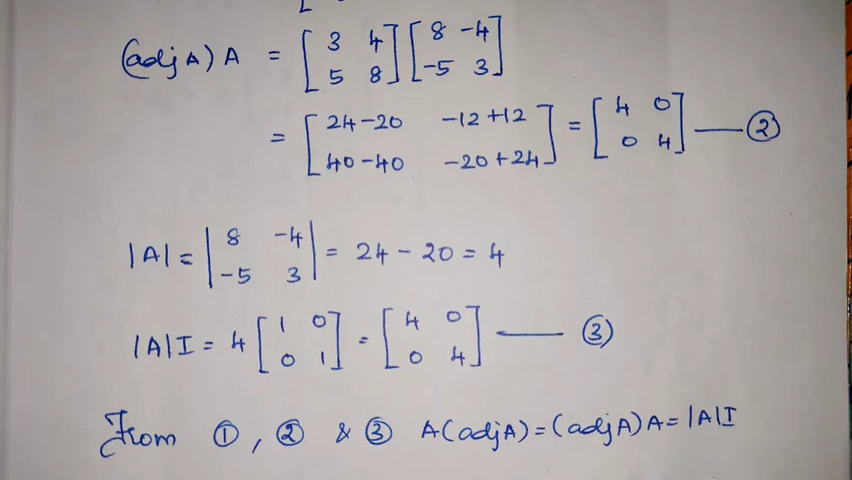 (adj A) A = [3 4 5 8] [8 -4 -5 3]
= [24-20 -12+12 40-40 -20+24] = [4 0 0 4] — ②
|A| = |8 -4 -5 3| = 24 - 20 = 4
|A|I = 4 [1 0 0 1] = [4 0 0 4] — ③
From ①, ② & ③ A(adjA) = (adjA)A = |A|I